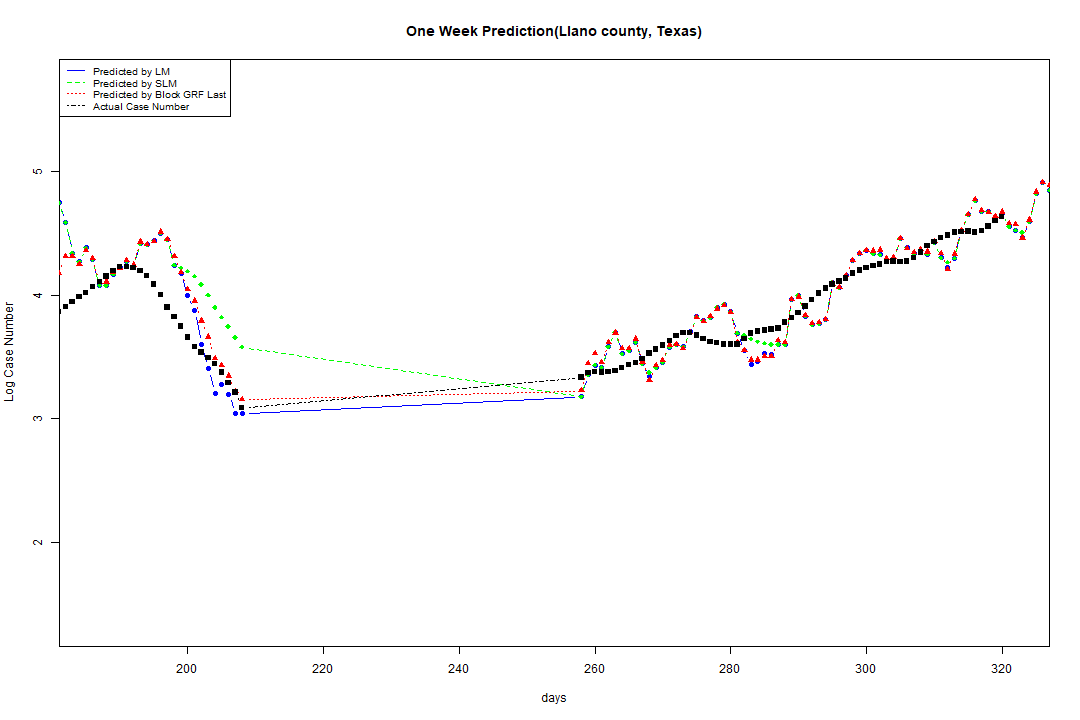 One Week Prediction(Llano county, Texas)
Predicted by LM
Predicted by SLM
Predicted by Block GRF Last
Actual Case Number
Log Case Number
5
4
3
2
200 220 240 260 280 300 320
days